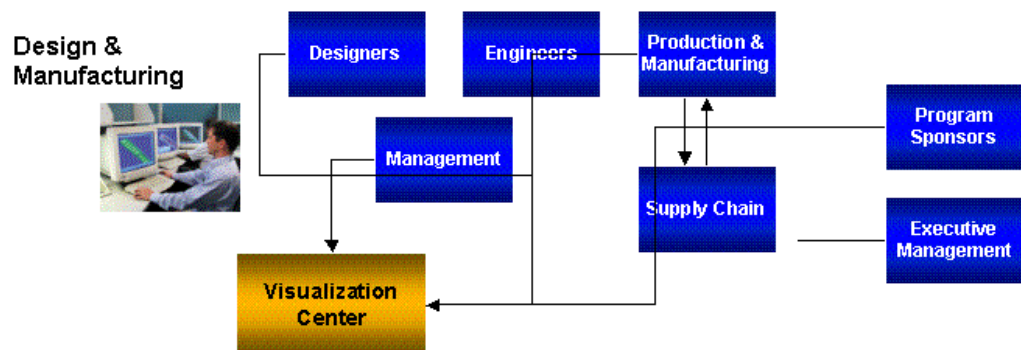 Design &
Manufacturing
Designers
Engineers
Production &
Manufacturing
Management
Program
Sponsors
Supply Chain
Executive
Management
Visualization
Center